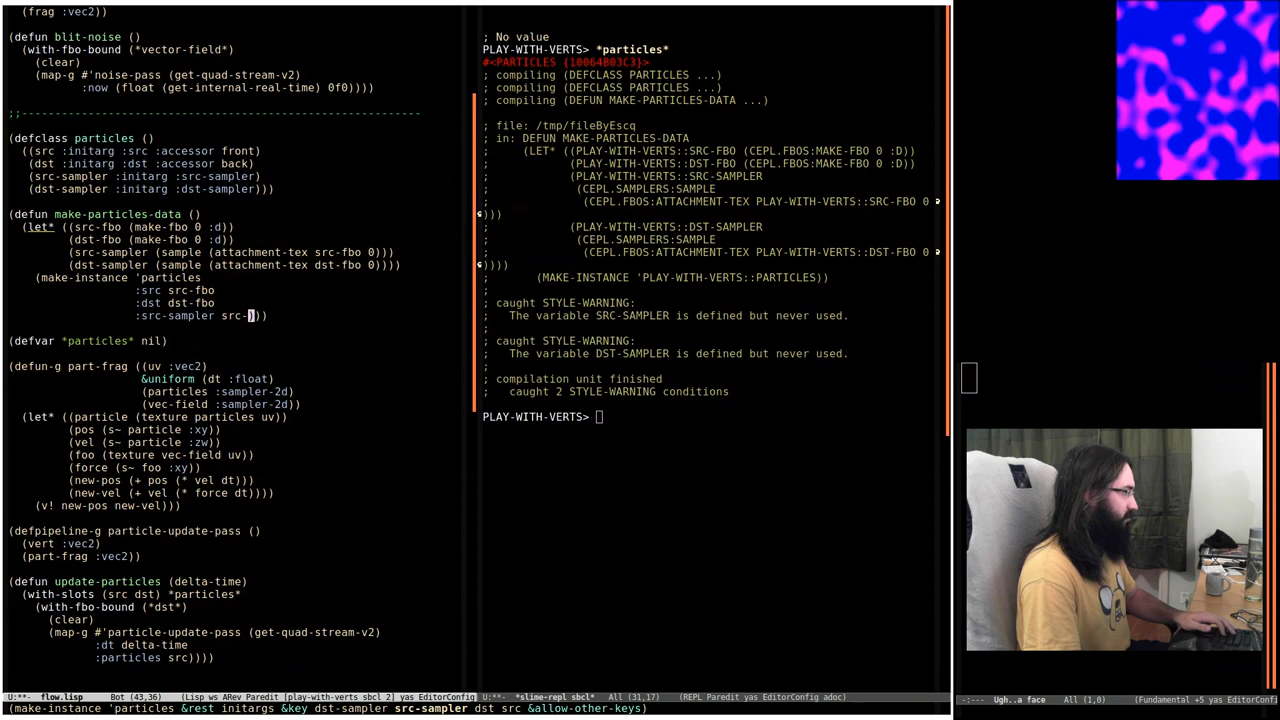 (frag :vec2))
(defun blit-noise ()
(with-fbo-bound (*vector-field*)
(clear)
(map-g #'noise-pass (get-quad-stream-v2)
:now (float (get-internal-real-time) 0f0))))
;;------------------------------------------------------------
(defclass particles ()
((src :initarg :src :accessor front)
(dst :initarg :dst :accessor back)
(src-sampler :initarg :src-sampler)
(dst-sampler :initarg :dst-sampler)))
(defun make-particles-data ()
(let* ((src-fbo (make-fbo 0 :d))
(dst-fbo (make-fbo 0 :d))
(src-sampler (sample (attachment-tex src-fbo 0)))
(dst-sampler (sample (attachment-tex dst-fbo 0))))
(make-instance 'particles
:src src-fbo
:dst dst-fbo
:src-sampler src-)))
(defvar *particles* nil)
(defun-g part-frag ((uv :vec2)
&uniform (dt :float)
(particles :sampler-2d)
(vec-field :sampler-2d))
(let* ((particle (texture particles uv))
(pos (s~ particle :xy))
(vel (s~ particle :zw))
(foo (texture vec-field uv))
(force (s~ foo :xy))
(new-pos (+ pos (* vel dt)))
(new-vel (+ vel (* force dt))))
(v! new-pos new-vel)))
(defpipeline-g particle-update-pass ()
(vert :vec2)
(part-frag :vec2))
(defun update-particles (delta-time)
(with-slots (src dst) *particles*
(with-fbo-bound (*dst*)
(clear)
(map-g #'particle-update-pass (get-quad-stream-v2)
:dt delta-time
:particles src))))
U:**-  flow.lisp      Bot (43,36)     (Lisp ws ARev Paredit [play-with-verts sbcl 2] yas EditorConfig
(make-instance 'particles &rest initargs &key dst-sampler src-sampler dst src &allow-other-keys)
; No value
PLAY-WITH-VERTS> *particles*
#<PARTICLES {10064B03C3}>
; compiling (DEFCLASS PARTICLES ...)
; compiling (DEFCLASS PARTICLES ...)
; compiling (DEFUN MAKE-PARTICLES-DATA ...)
; file: /tmp/fileByEscq
; in: DEFUN MAKE-PARTICLES-DATA
;     (LET* ((PLAY-WITH-VERTS::SRC-FBO (CEPL.FBOS:MAKE-FBO 0 :D))
;            (PLAY-WITH-VERTS::DST-FBO (CEPL.FBOS:MAKE-FBO 0 :D))
;            (PLAY-WITH-VERTS::SRC-SAMPLER
;             (CEPL.SAMPLERS:SAMPLE
;              (CEPL.FBOS:ATTACHMENT-TEX PLAY-WITH-VERTS::SRC-FBO 0
)))
;            (PLAY-WITH-VERTS::DST-SAMPLER
;             (CEPL.SAMPLERS:SAMPLE
;              (CEPL.FBOS:ATTACHMENT-TEX PLAY-WITH-VERTS::DST-FBO 0
))))
;       (MAKE-INSTANCE 'PLAY-WITH-VERTS::PARTICLES))
;
; caught STYLE-WARNING:
;   The variable SRC-SAMPLER is defined but never used.
;
; caught STYLE-WARNING:
;   The variable DST-SAMPLER is defined but never used.
;
; compilation unit finished
;   caught 2 STYLE-WARNING conditions
PLAY-WITH-VERTS>
U:**-  *slime-repl sbcl*   All (31,17)     (REPL Paredit yas EditorConfig adoc)
-:---  Ugh..a face    All (1,0)      (Fundamental +5 yas EditorConf